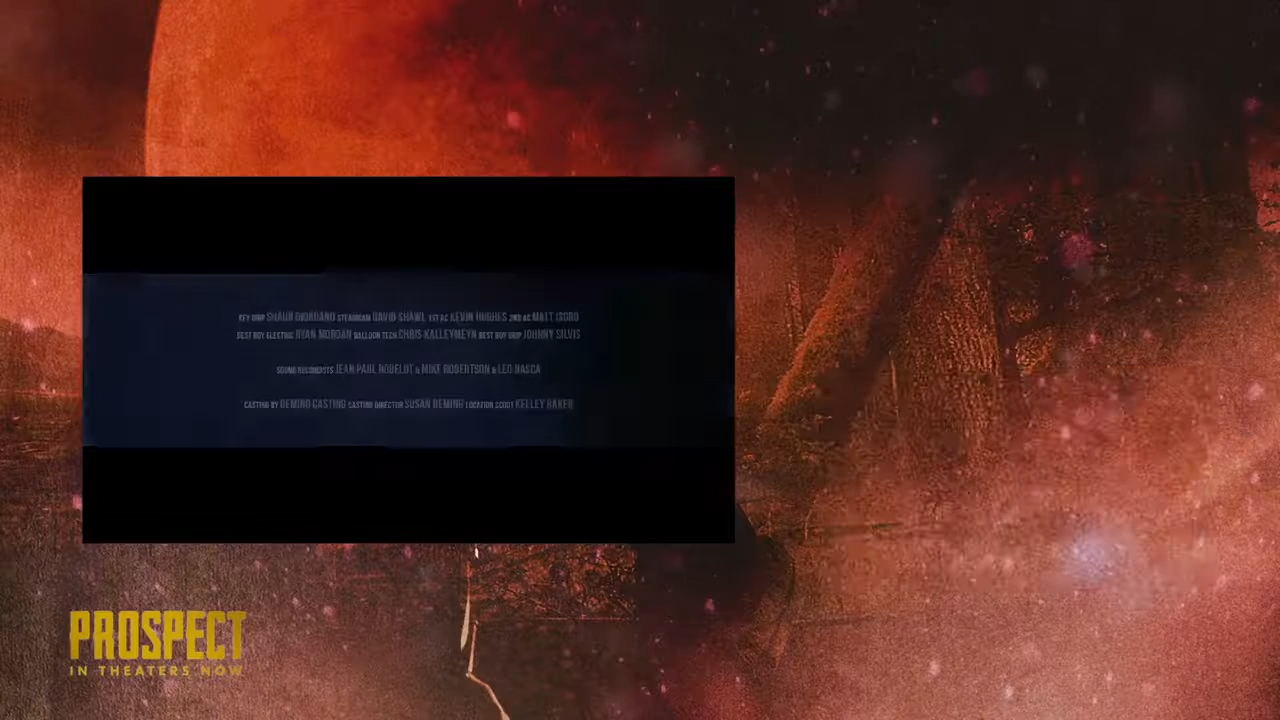 KEY GRIP SHAUN GIORDANO STEADICAM DAVID SHAWL 1ST AC KEVIN HUGHES 2ND AC MATT
BEST BOY ELECTRIC RYAN MORGAN BALLOON TECH CHRIS KALLEYMEYN BEST BOY GRIP JOHNNY SILVIS
SOUND RECORDISTS JEAN PAUL & MIKE ROBERTSON & LEO NASCA
CASTING BY DEMING CASTING CASTING DIRECTOR SUSAN DEMING LOCATION SCOUT KELLEY BAKER
PROSPECT
IN THEATERS NOW